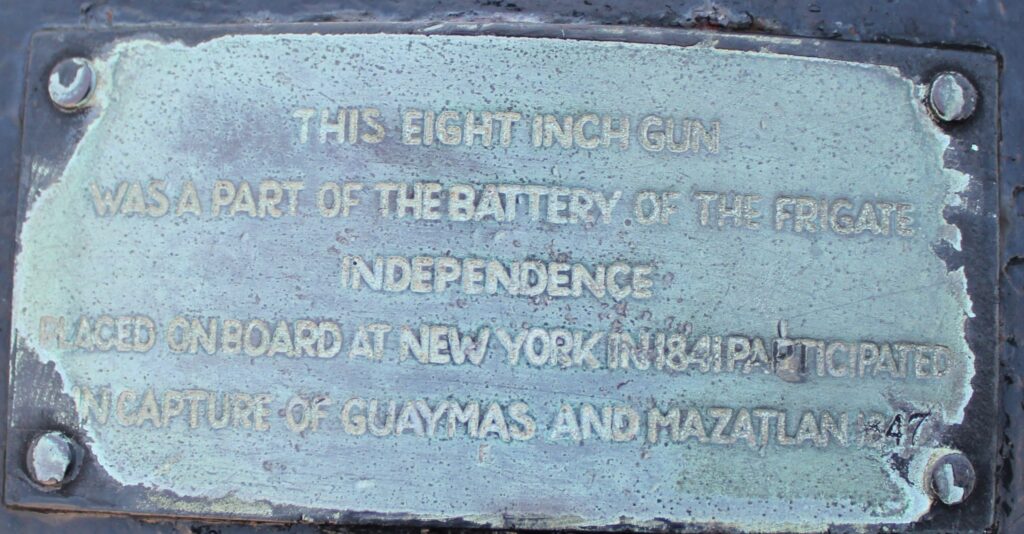 THIS EIGHT INCH GUN
WAS A PART OF THE BATTERY OF THE FRIGATE
INDEPENDENCE
PLACED ON BOARD AT NEW YORK IN 1841 PARTICIPATED
IN CAPTURE OF GUAYMAS AND MAZATLAN 1847